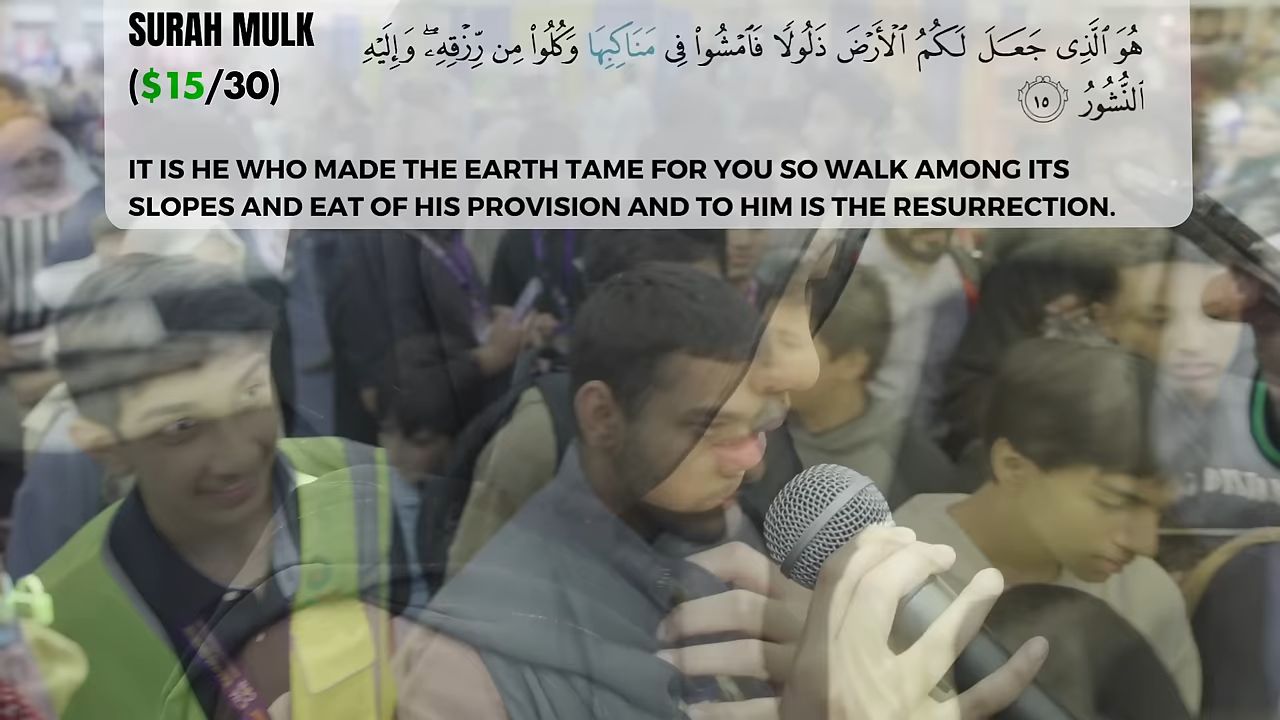 SURAH MULK
($15/30)
هُوَ ٱلَّذِى جَعَلَ لَكُمُ ٱلْأَرْضَ ذَلُولًا فَٱمْشُوا۟ فِى مَنَاكِبِهَا وَكُلُوا۟ مِن رِّزْقِهِۦ ۖ وَإِلَيْهِ
ٱلنُّشُورُ ١٥
IT IS HE WHO MADE THE EARTH TAME FOR YOU SO WALK AMONG ITS
SLOPES AND EAT OF HIS PROVISION AND TO HIM IS THE RESURRECTION.